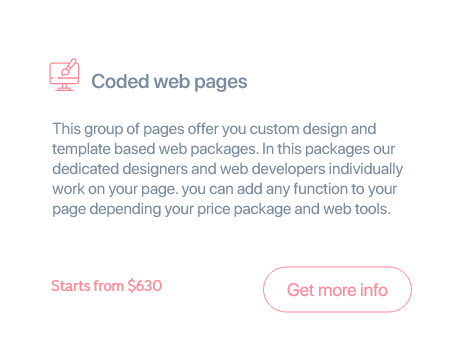 Coded web pages
This group of pages offer you custom design and
template based web packages. In this packages our
dedicated designers and web developers individually
work on your page. you can add any function to your
page depending your price package and web tools.
Starts from $630
Get more info